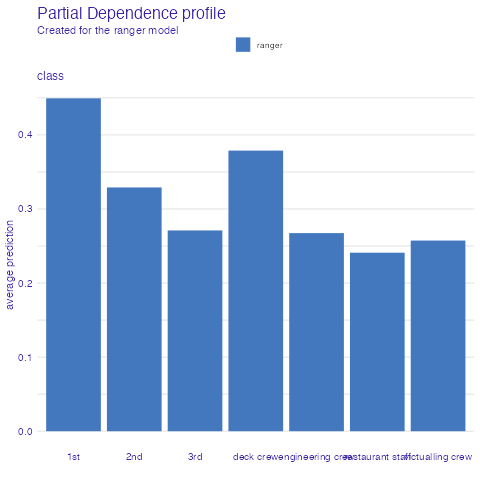 Partial Dependence profile
Created for the ranger model
ranger
class
average prediction
0.4
0.3
0.2
0.1
0.0
1st 2nd 3rd deck crew engineering crew restaurant staff victualling crew